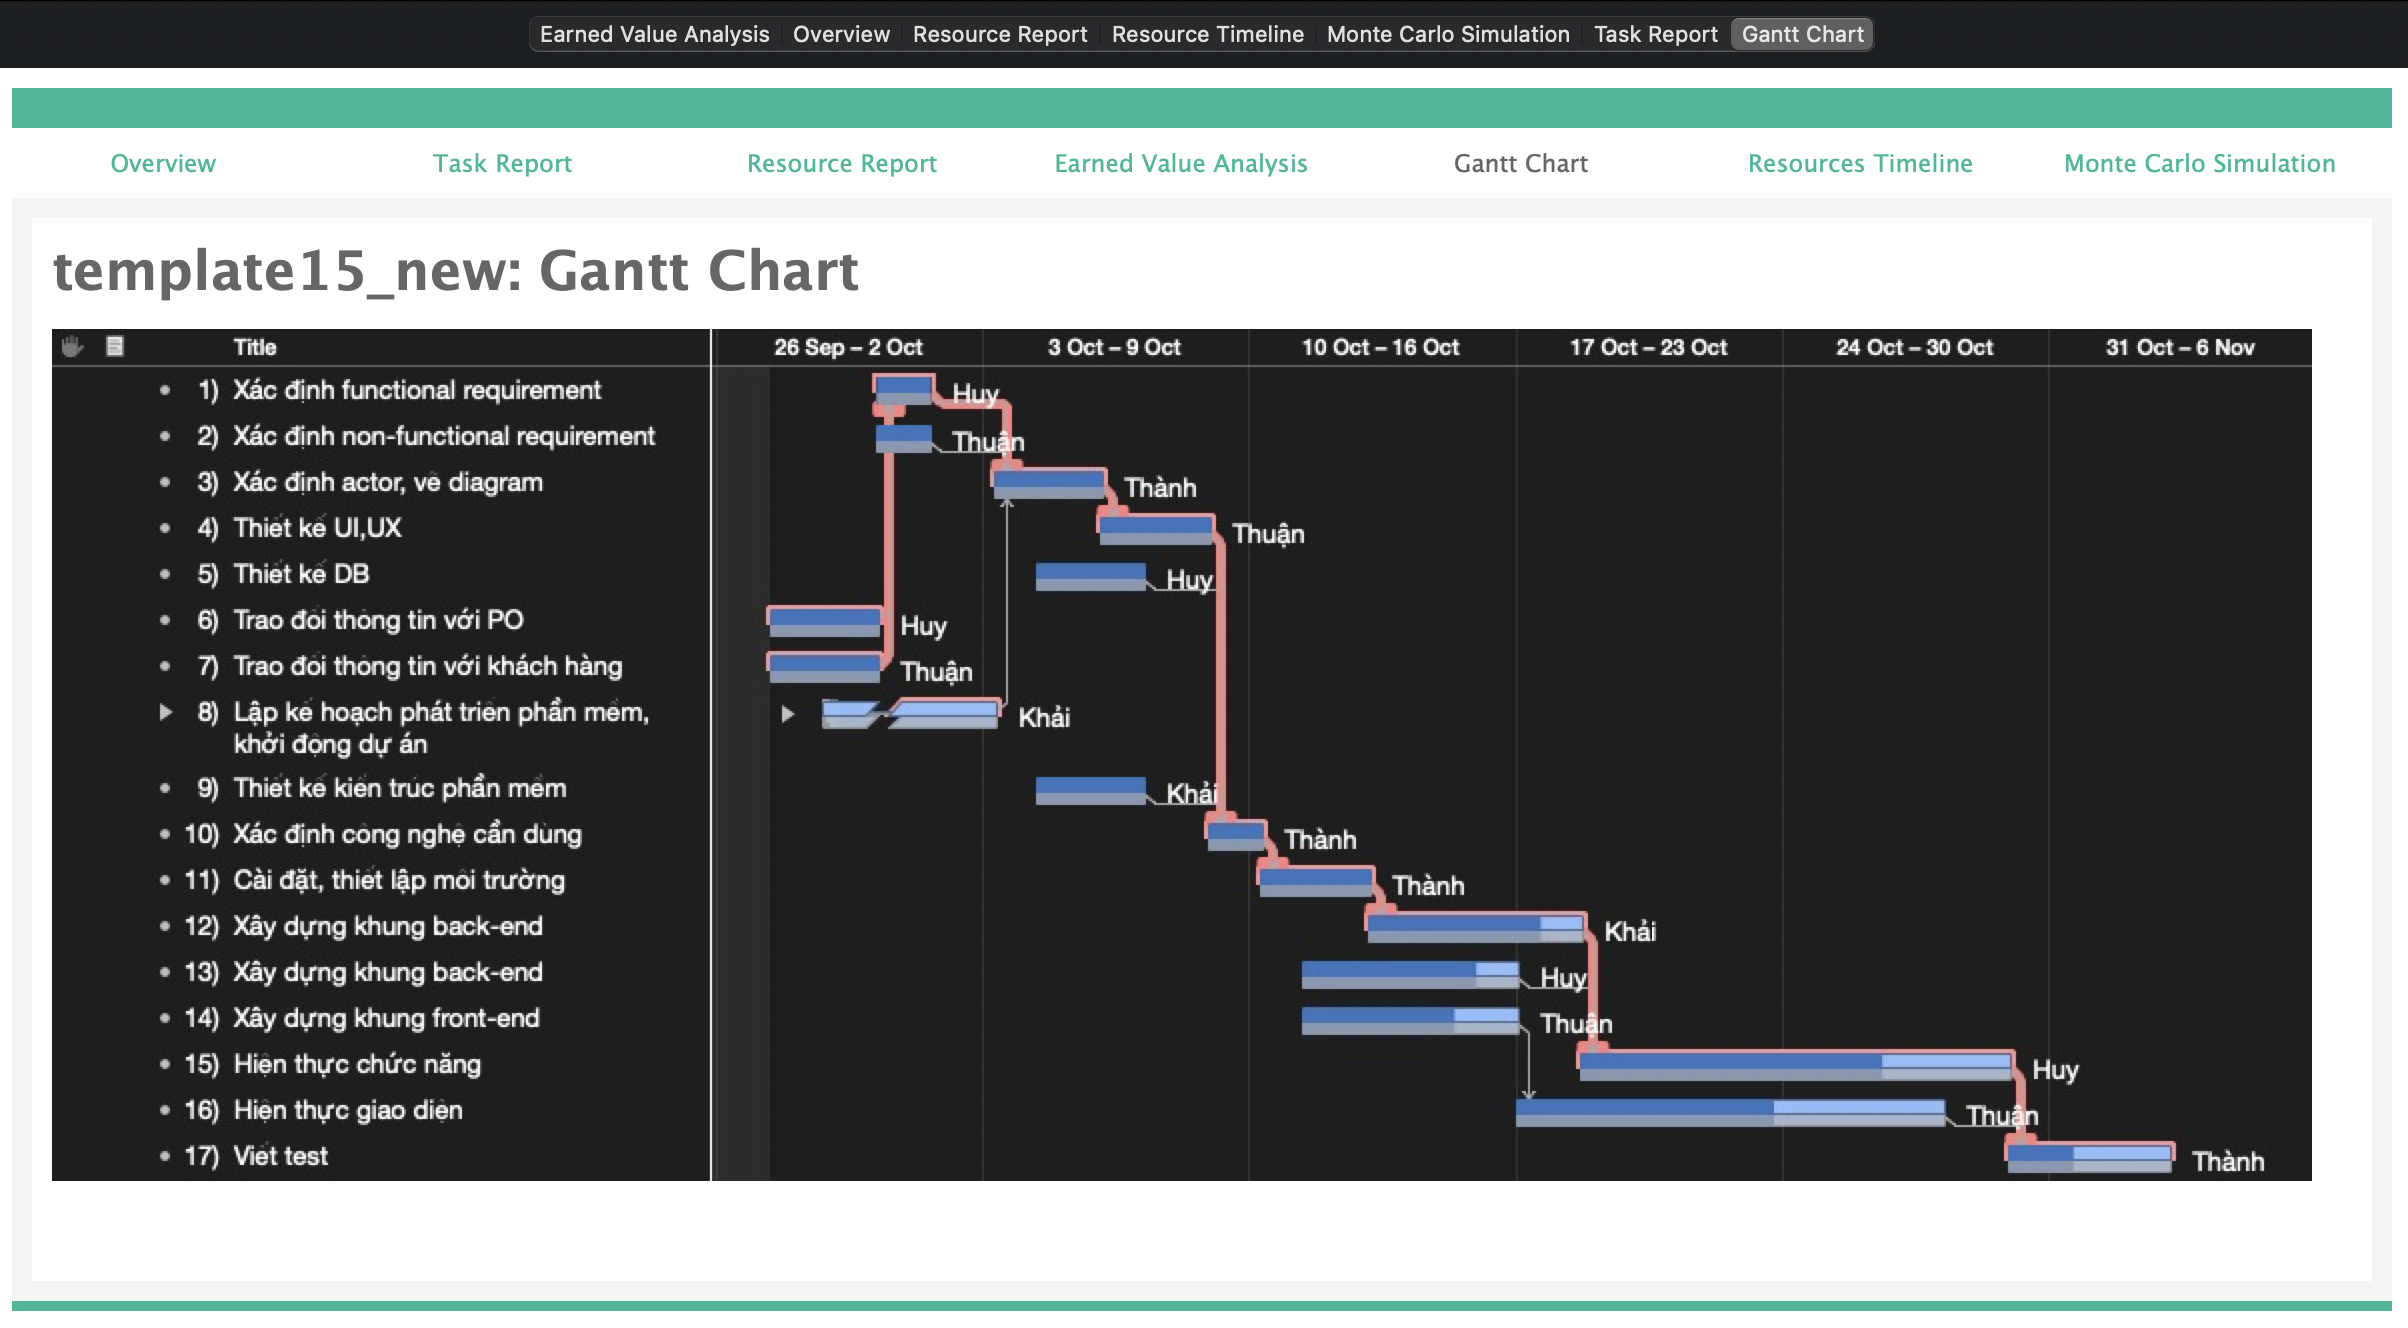 Earned Value Analysis Overview Resource Report Resource Timeline Monte Carlo Simulation Task Report Gantt Chart
Overview Task Report Resource Report Earned Value Analysis Gantt Chart Resources Timeline Monte Carlo Simulation
template15_new: Gantt Chart
Title 26 Sep – 2 Oct 3 Oct – 9 Oct 10 Oct – 16 Oct 17 Oct – 23 Oct 24 Oct – 30 Oct 31 Oct – 6 Nov
1) Xác định functional requirement Huy
2) Xác định non-functional requirement Thuận
3) Xác định actor, vẽ diagram Thành
4) Thiết kế UI,UX Thuận
5) Thiết kế DB Huy
6) Trao đổi thông tin với PO Huy
7) Trao đổi thông tin với khách hàng Thuận
8) Lập kế hoạch phát triển phần mềm, Khải
khởi động dự án
9) Thiết kế kiến trúc phần mềm Khải
10) Xác định công nghệ cần dùng Thành
11) Cài đặt, thiết lập môi trường Thành
12) Xây dựng khung back-end Khải
13) Xây dựng khung back-end Huy
14) Xây dựng khung front-end Thuận
15) Hiện thực chức năng Huy
16) Hiện thực giao diện Thuận
17) Viết test Thành